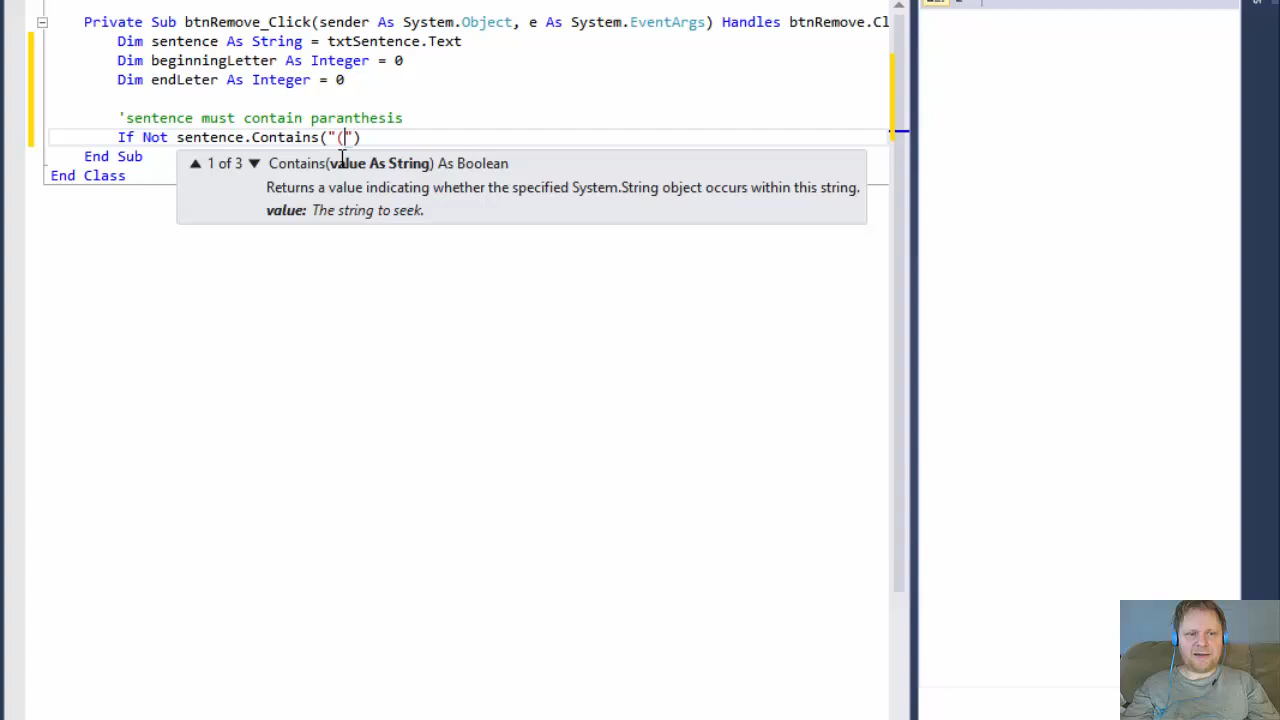 Private Sub btnRemove_Click(sender As System.Object, e As System.EventArgs) Handles btnRemove.Cl
Dim sentence As String = txtSentence.Text
Dim beginningLetter As Integer = 0
Dim endLeter As Integer = 0
'sentence must contain paranthesis
If Not sentence.Contains("(")
End Sub
End Class
▲ 1 of 3 ▼ Contains(value As String) As Boolean
Returns a value indicating whether the specified System.String object occurs within this string.
value: The string to seek.